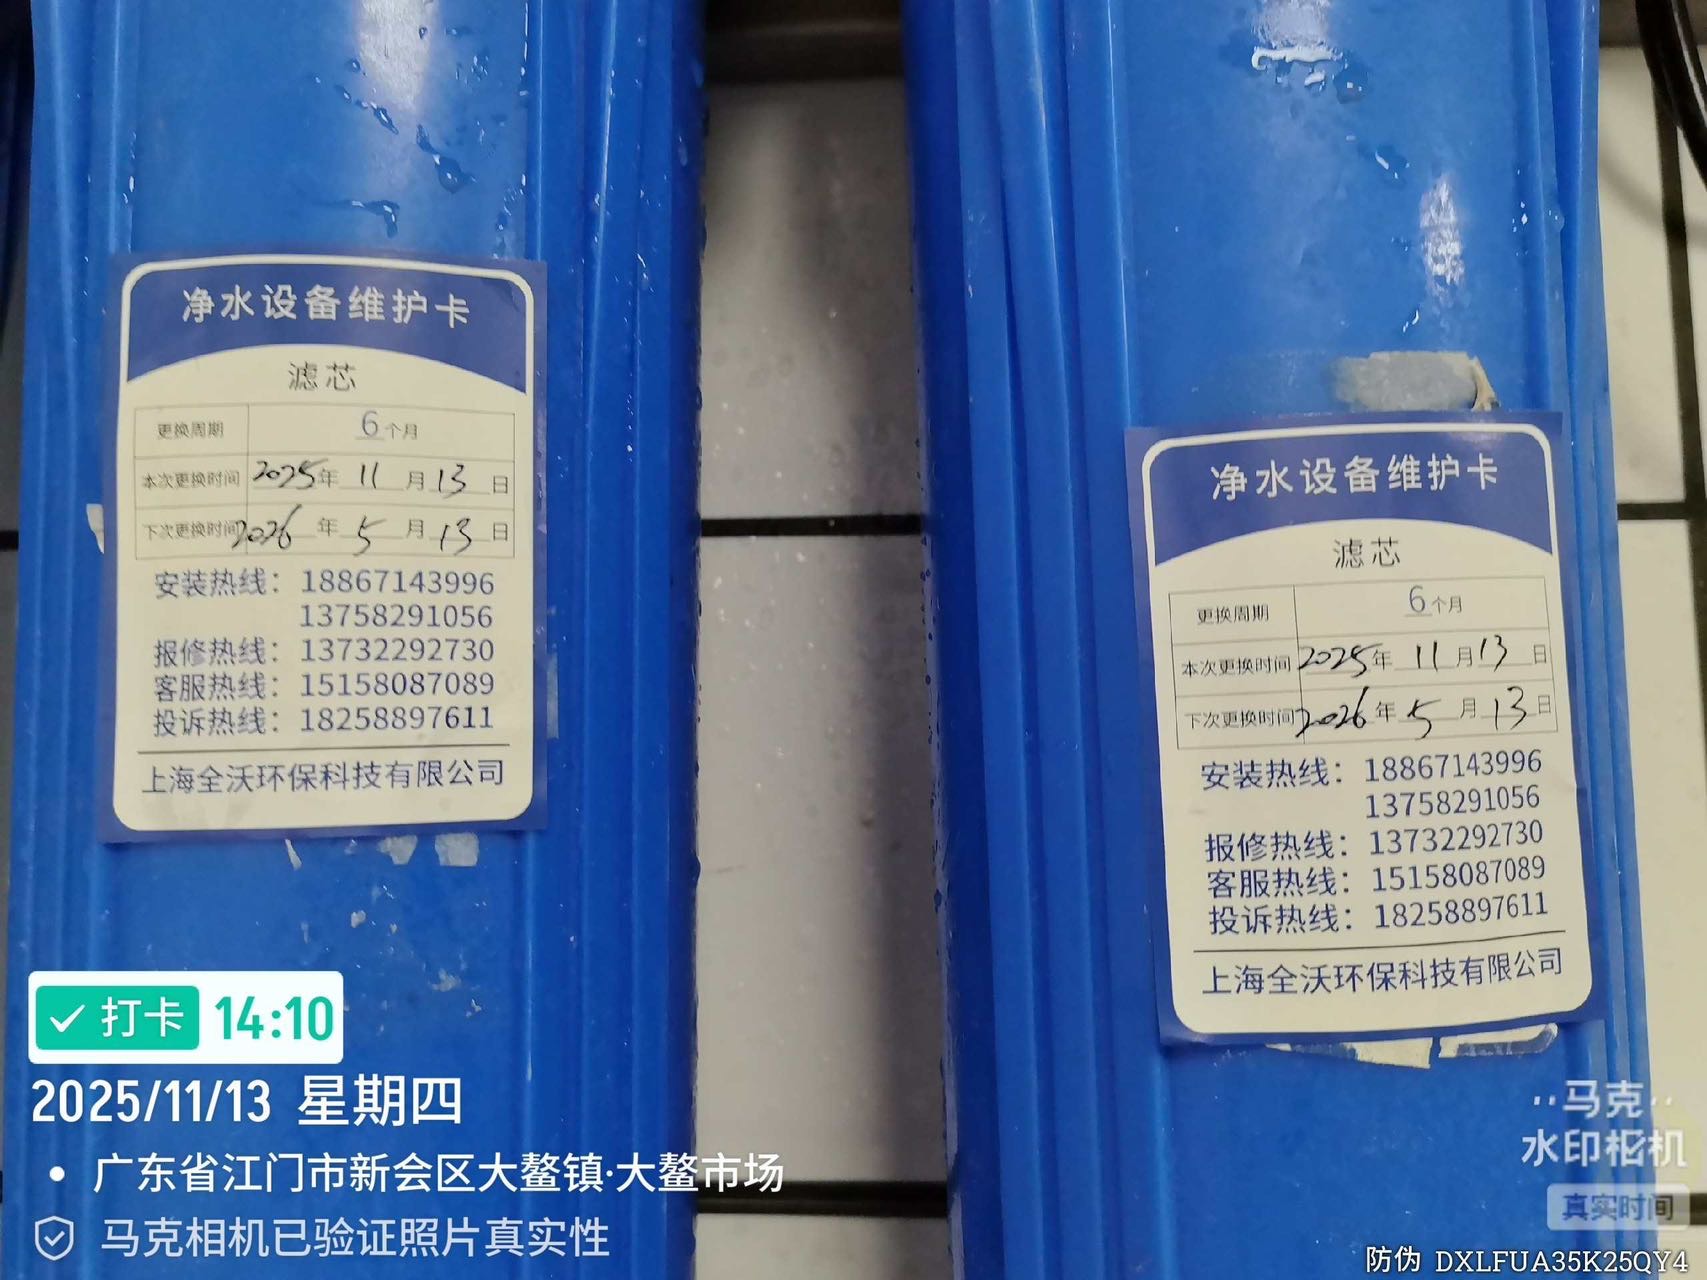 净水设备维护卡
滤芯
更换周期 6个月
本次更换时间 2025年 11 月 13 日
下次更换时间 2026 年 5 月 13 日
安装热线：18867143996
13758291056
报修热线：13732292730
客服热线：15158087089
投诉热线：18258897611
上海全沃环保科技有限公司
净水设备维护卡
滤芯
更换周期 6个月
本次更换时间 2025年 11 月 13 日
下次更换时间 2026年 5 月 13 日
安装热线：18867143996
13758291056
报修热线：13732292730
客服热线：15158087089
投诉热线：18258897611
上海全沃环保科技有限公司
打卡 14:10
2025/11/13 星期四
广东省江门市新会区大鳌镇·大鳌市场
马克相机已验证照片真实性
马克
水印相机
真实时间
防伪 DXLFUA35K25QY4